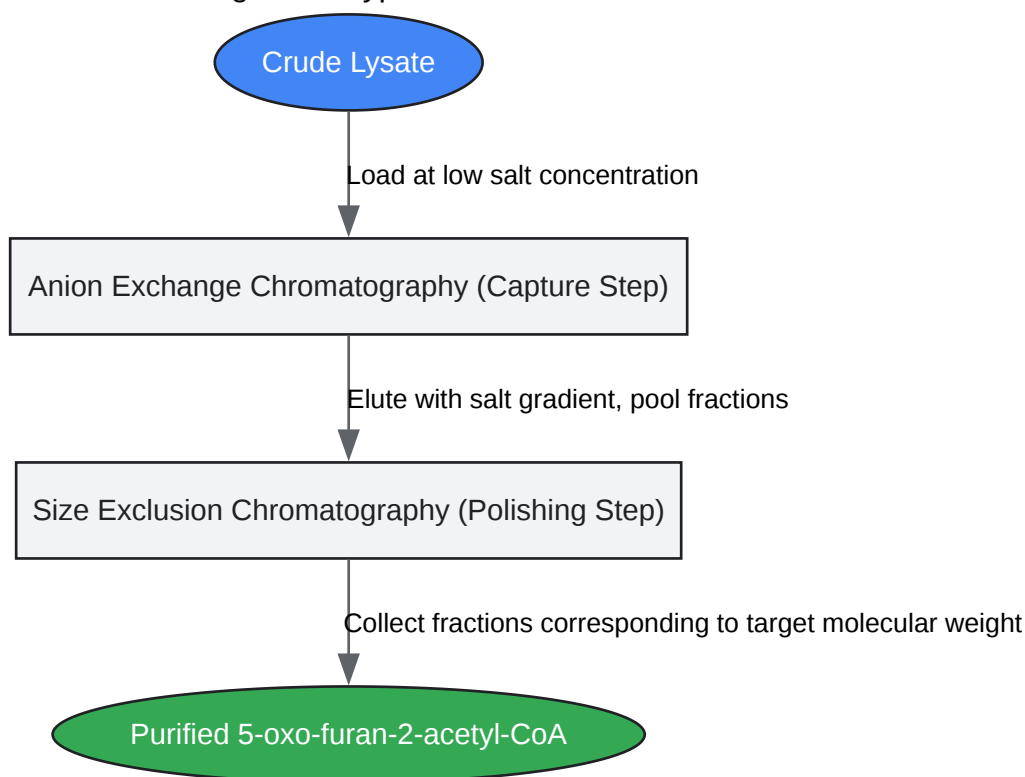 Crude Lysate
Load at low salt concentration
Anion Exchange Chromatography (Capture Step)
Elute with salt gradient, pool fractions
Size Exclusion Chromatography (Polishing Step)
Collect fractions corresponding to target molecular weight
Purified 5-oxo-furan-2-acetyl-CoA